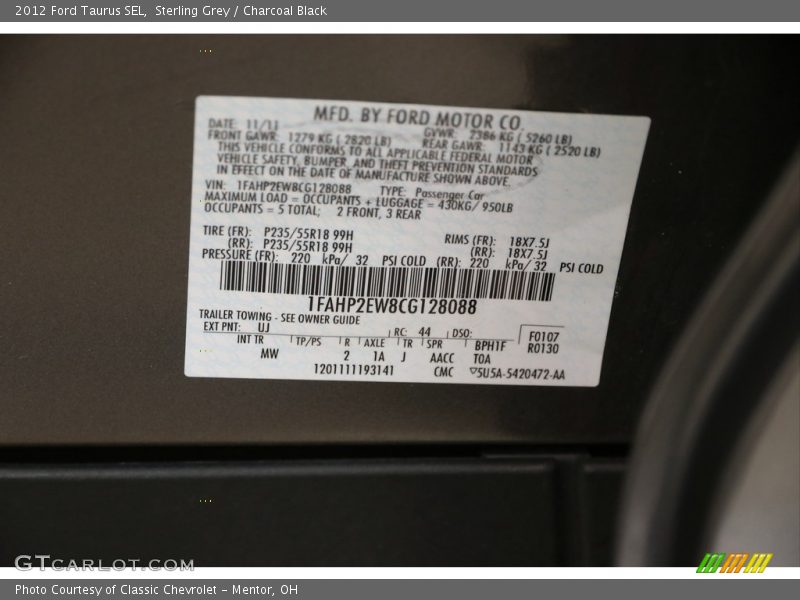 2012 Ford Taurus SEL,  Sterling Grey / Charcoal Black
MFD. BY FORD MOTOR CO.
DATE: 11/11 GVWR: 2386 KG ( 5260 LB)
FRONT GAWR: 1279 KG ( 2820 LB) REAR GAWR: 1143 KG ( 2520 LB)
THIS VEHICLE CONFORMS TO ALL APPLICABLE FEDERAL MOTOR
VEHICLE SAFETY, BUMPER, AND THEFT PREVENTION STANDARDS
IN EFFECT ON THE DATE OF MANUFACTURE SHOWN ABOVE.
VIN: 1FAHP2EW8CG128088 TYPE: Passenger Car
MAXIMUM LOAD = OCCUPANTS + LUGGAGE = 430KG/ 950LB
OCCUPANTS = 5 TOTAL; 2 FRONT, 3 REAR
TIRE (FR): P235/55R18 99H RIMS (FR): 18X7.5J
(RR): P235/55R18 99H (RR): 18X7.5J
PRESSURE (FR): 220 kPa/ 32 PSI COLD (RR): 220 kPa/ 32 PSI COLD
1FAHP2EW8CG128088
TRAILER TOWING - SEE OWNER GUIDE
EXT PNT: UJ RC: 44 DSO: F0107
INT TR TP/PS R AXLE TR SPR BPH1F R0130
MW 2 1A J AACC TOA
1201111193141 CMC ▽5U5A-5420472-AA
GTCARLOT.COM
Photo Courtesy of Classic Chevrolet - Mentor, OH